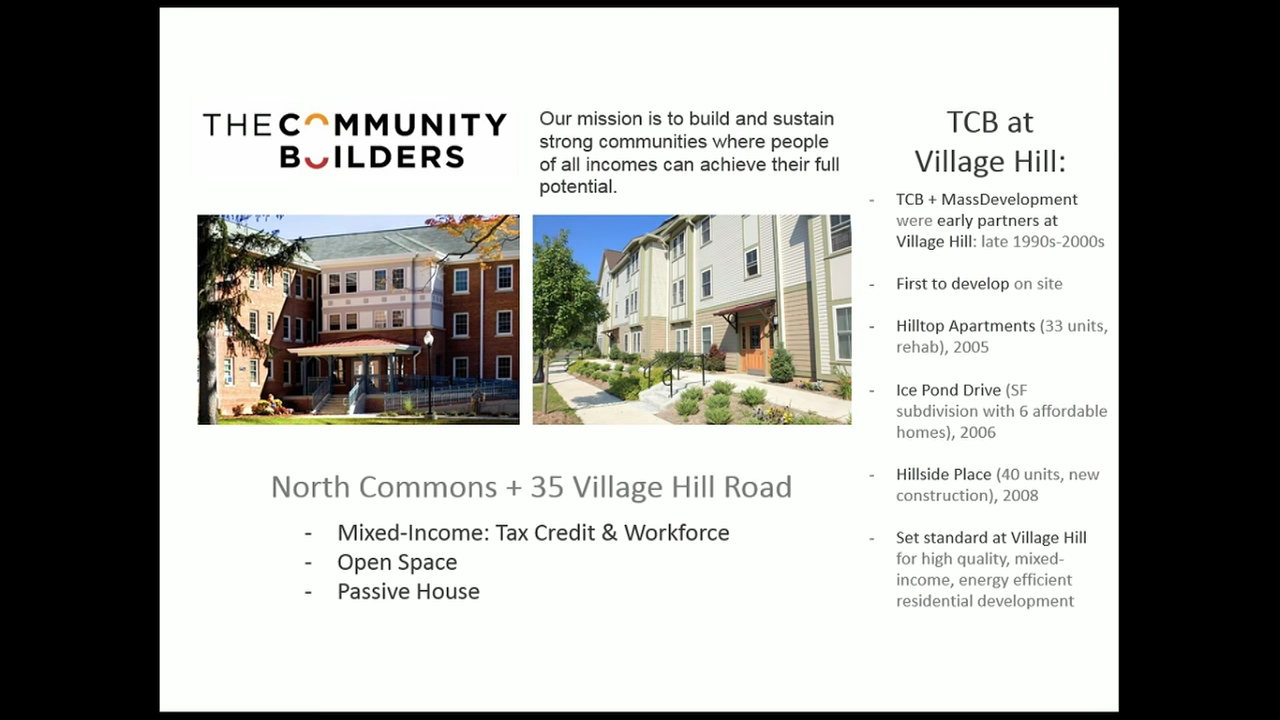 THE COMMUNITY
BUILDERS
Our mission is to build and sustain
strong communities where people
of all incomes can achieve their full
potential.
North Commons + 35 Village Hill Road
- Mixed-Income: Tax Credit & Workforce
- Open Space
- Passive House
TCB at
Village Hill:
- TCB + MassDevelopment
were early partners at
Village Hill: late 1990s-2000s
- First to develop on site
- Hilltop Apartments (33 units,
rehab), 2005
- Ice Pond Drive (SF
subdivision with 6 affordable
homes), 2006
- Hillside Place (40 units, new
construction), 2008
- Set standard at Village Hill
for high quality, mixed-
income, energy efficient
residential development